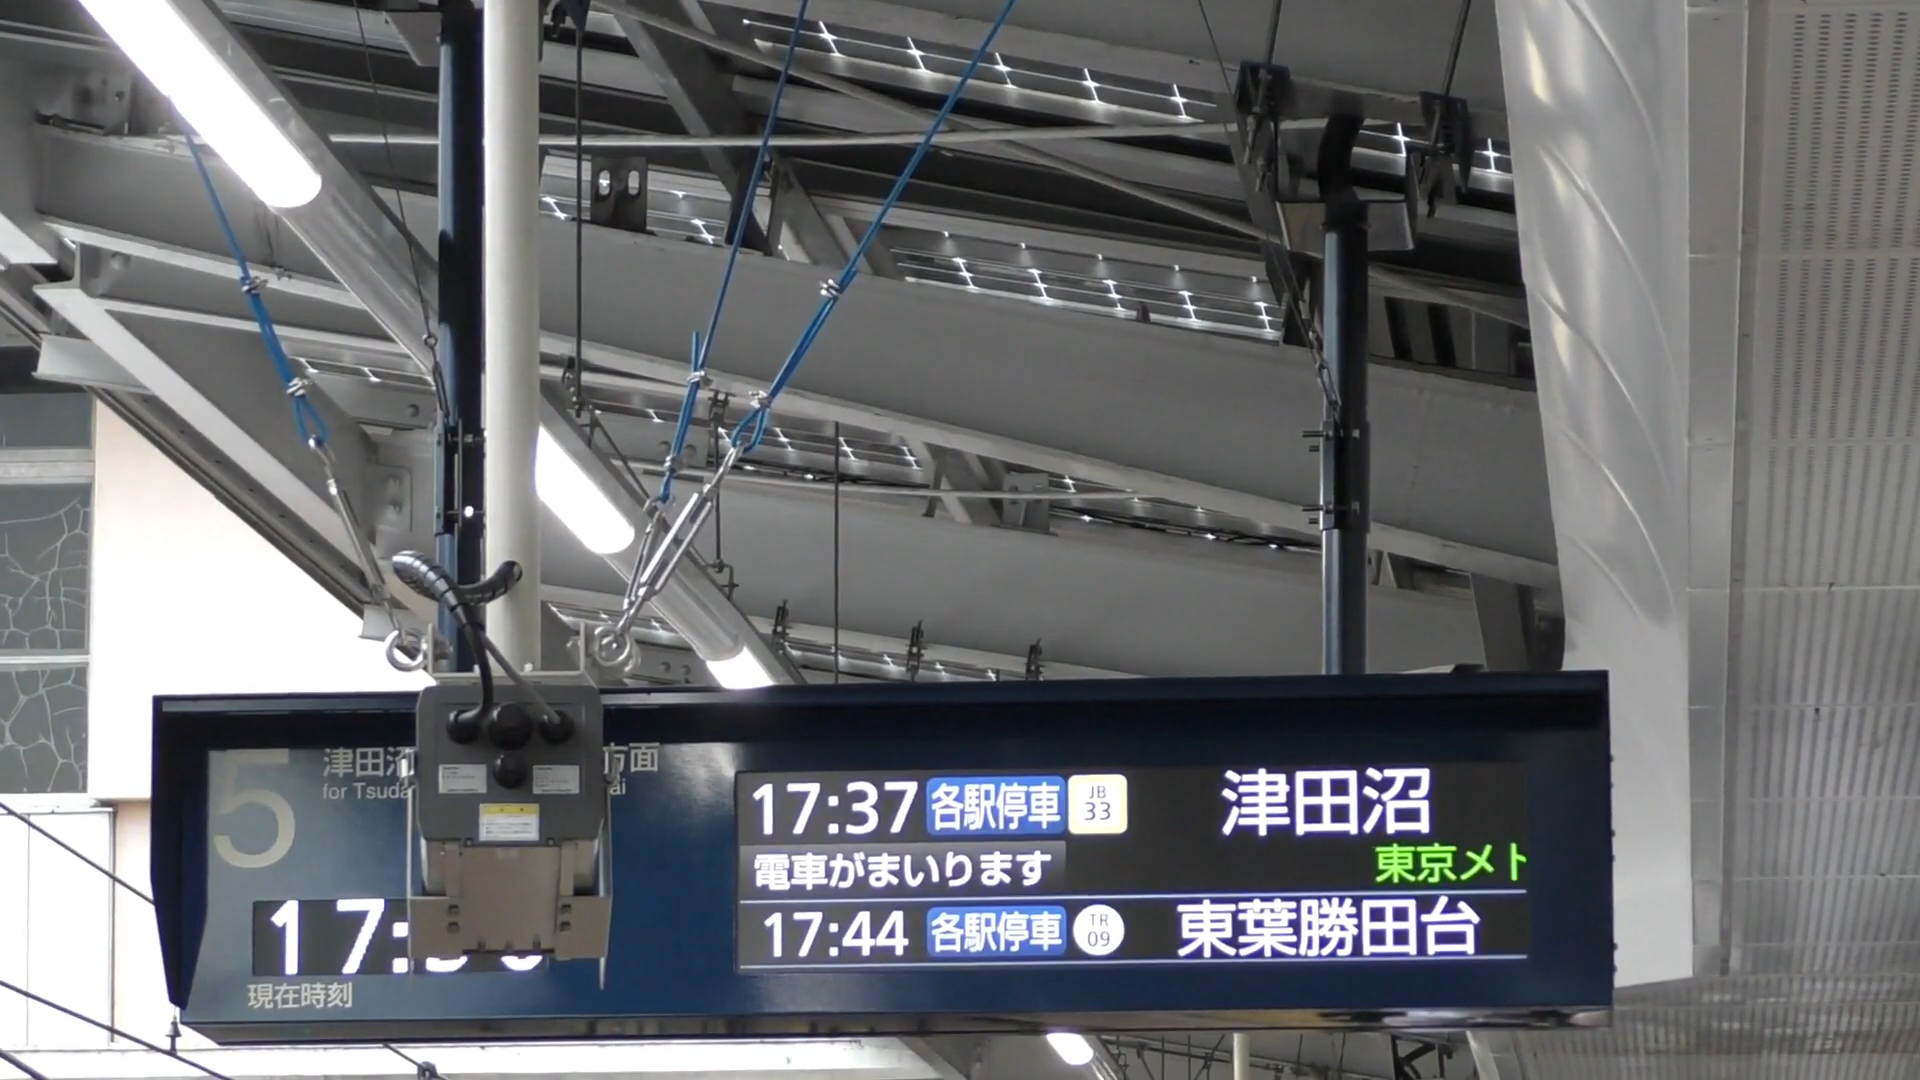 5
津田沼 方面
for Tsuda
17:
現在時刻
17:37 各駅停車 JB 33 津田沼
電車がまいります 東京メト
17:44 各駅停車 TR 09 東葉勝田台